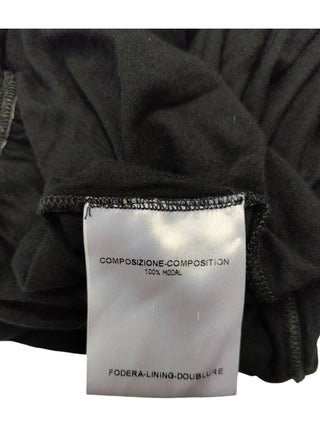 COMPOSIZIONE-COMPOSITION
100% MODAL
FODERA-LINING-DOUBLURE